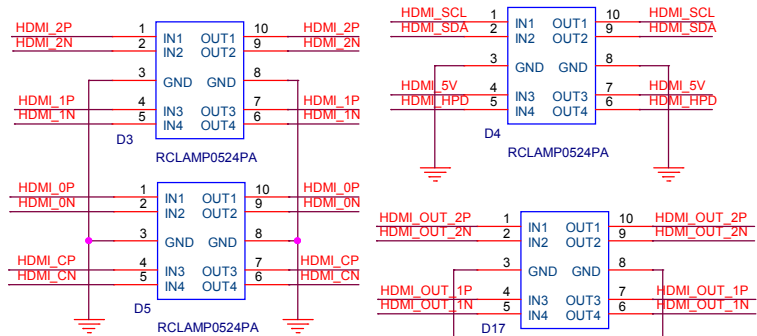 HDMI_2P 1 IN1 OUT1 10 HDMI_2P
HDMI_2N 2 IN2 OUT2 9 HDMI_2N
3 GND GND 8
HDMI_1P 4 IN3 OUT3 7 HDMI_1P
HDMI_1N 5 IN4 OUT4 6 HDMI_1N
D3
RCLAMP0524PA
HDMI_0P 1 IN1 OUT1 10 HDMI_0P
HDMI_0N 2 IN2 OUT2 9 HDMI_0N
3 GND GND 8
HDMI_CP 4 IN3 OUT3 7 HDMI_CP
HDMI_CN 5 IN4 OUT4 6 HDMI_CN
D5
RCLAMP0524PA
HDMI_SCL 1 IN1 OUT1 10 HDMI_SCL
HDMI_SDA 2 IN2 OUT2 9 HDMI_SDA
3 GND GND 8
HDMI_5V 4 IN3 OUT3 7 HDMI_5V
HDMI_HPD 5 IN4 OUT4 6 HDMI_HPD
D4
RCLAMP0524PA
HDMI_OUT_2P 1 IN1 OUT1 10 HDMI_OUT_2P
HDMI_OUT_2N 2 IN2 OUT2 9 HDMI_OUT_2N
3 GND GND 8
HDMI_OUT_1P 4 IN3 OUT3 7 HDMI_OUT_1P
HDMI_OUT_1N 5 IN4 OUT4 6 HDMI_OUT_1N
D17